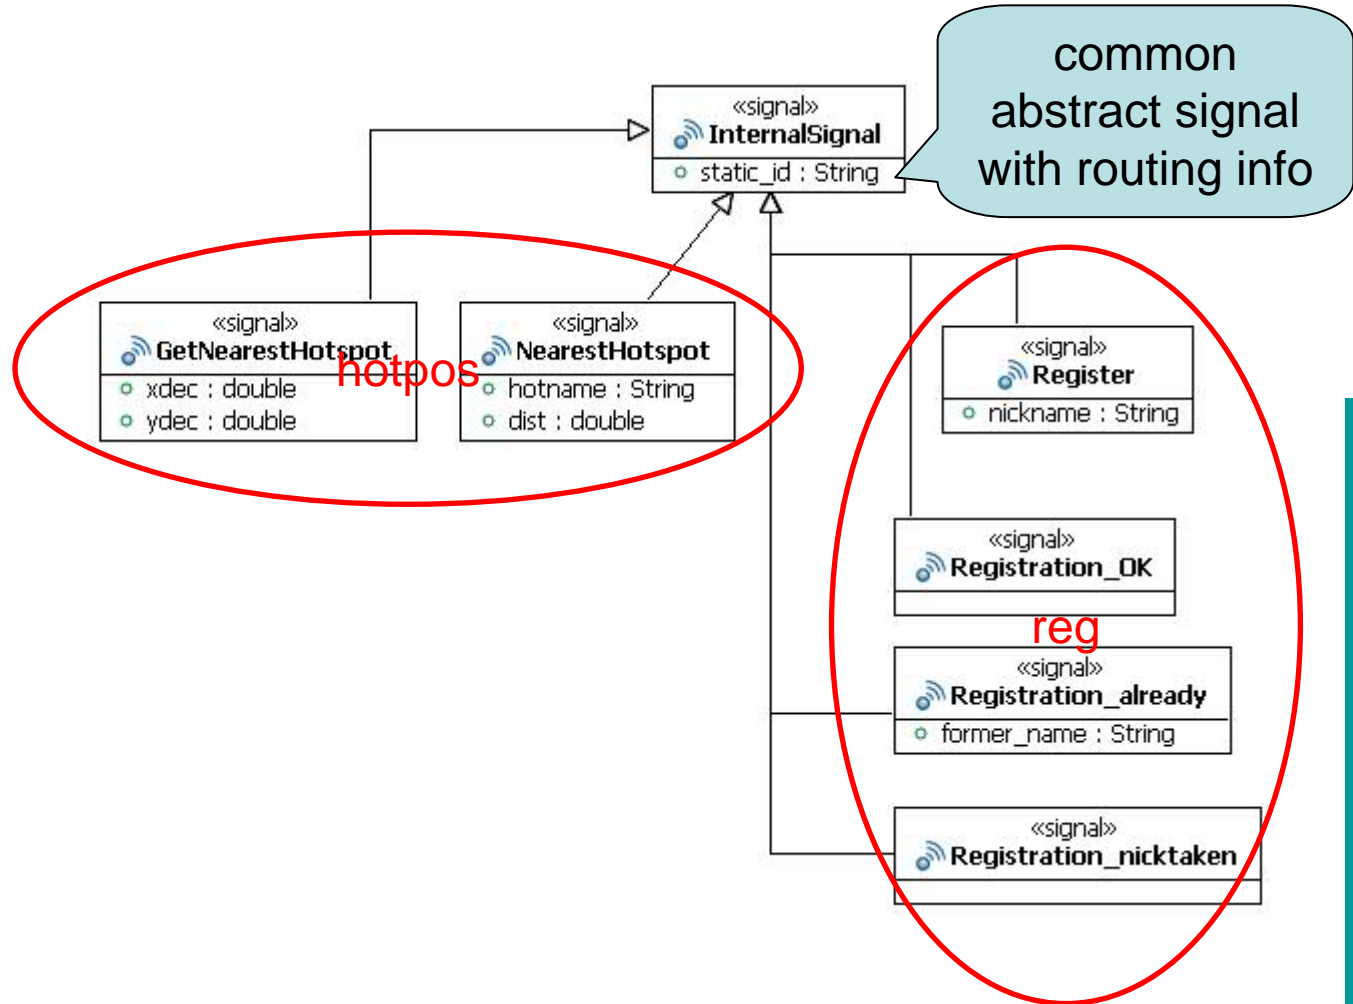 common
abstract signal
with routing info
«signal»
InternalSignal
static_id : String
«signal»
GetNearestHotspot
xdec : double
ydec : double
hotpos
«signal»
NearestHotspot
hotname : String
dist : double
«signal»
Register
nickname : String
«signal»
Registration_OK
reg
«signal»
Registration_already
former_name : String
«signal»
Registration_nicktaken